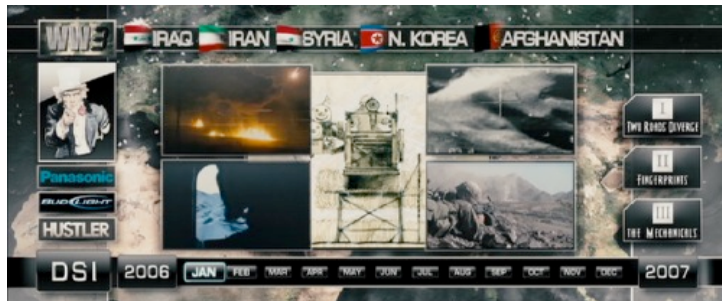 WW3 IRAQ IRAN SYRIA N. KOREA AFGHANISTAN
I
TWO ROADS DIVERGE
II
FINGERPRINTS
III
THE MECHANICALS
Panasonic
BUD LIGHT
HUSTLER
DSI 2006 JAN FEB MAR APR MAY JUN JUL AUG SEP OCT NOV DEC 2007